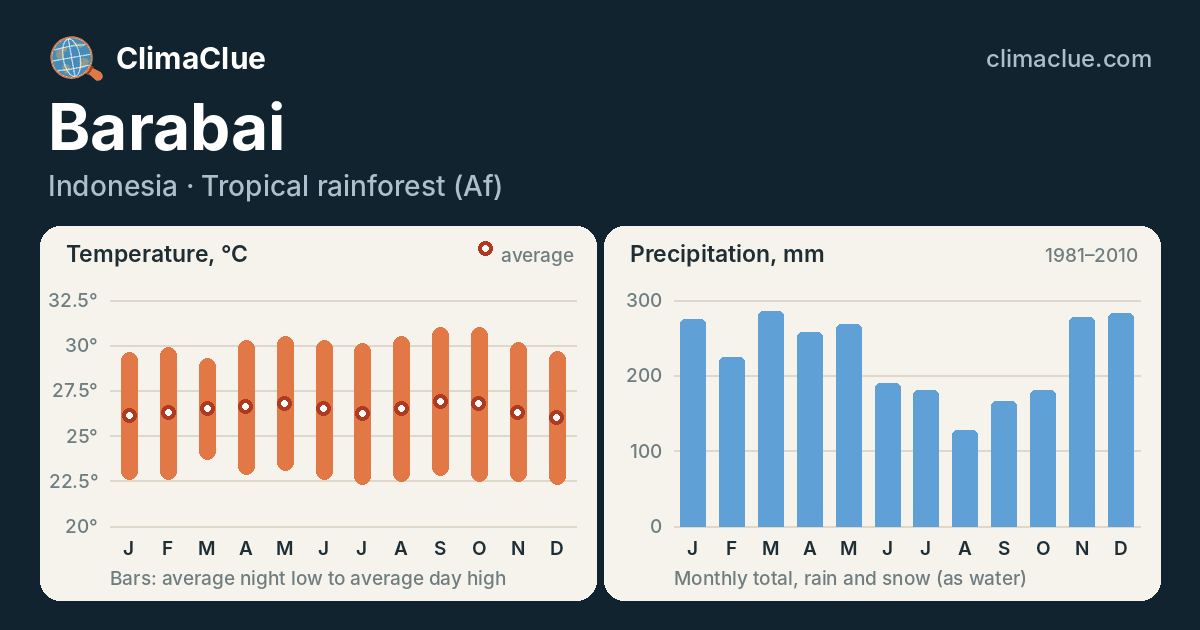 ClimaClue
climaclue.com
Barabai
Indonesia · Tropical rainforest (Af)
Temperature, °C
average
32.5°
30°
27.5°
25°
22.5°
20°
J F M A M J J A S O N D
Bars: average night low to average day high
Precipitation, mm
1981–2010
300
200
100
0
J F M A M J J A S O N D
Monthly total, rain and snow (as water)